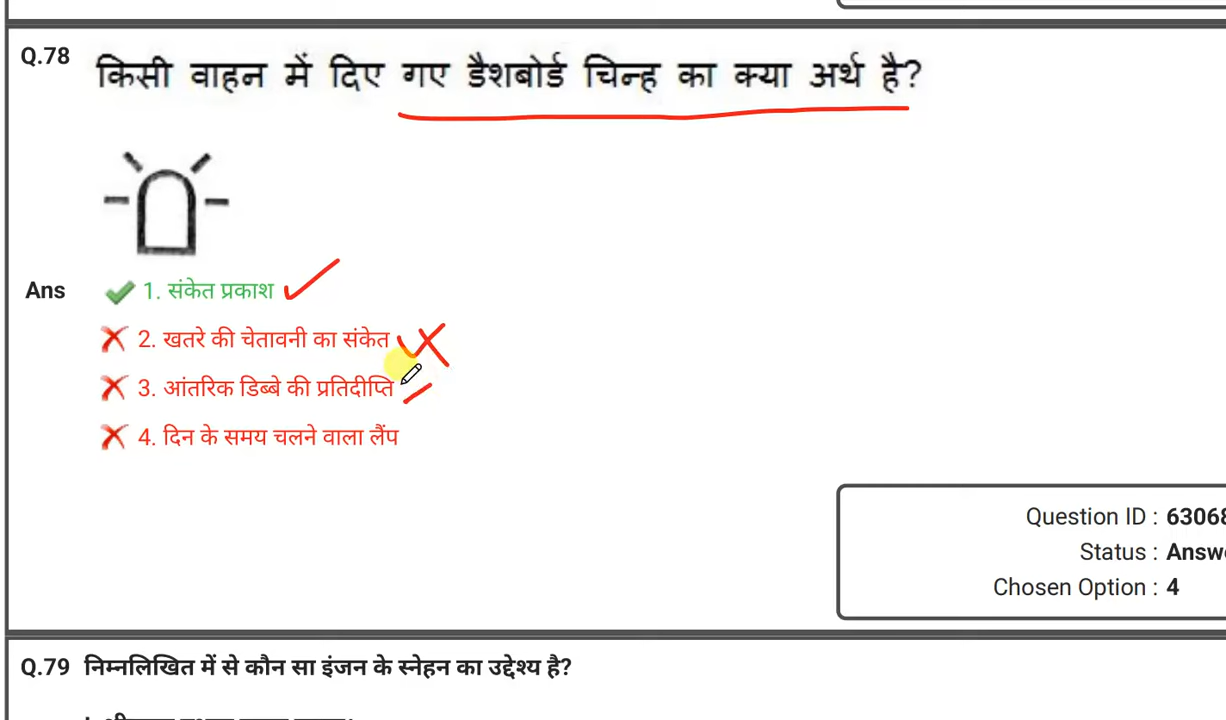 Q.78 किसी वाहन में दिए गए डैशबोर्ड चिन्ह का क्या अर्थ है?
Ans 1. संकेत प्रकाश
2. खतरे की चेतावनी का संकेत
3. आंतरिक डिब्बे की प्रतिदीप्ति
4. दिन के समय चलने वाला लैंप
Question ID : 6306
Status : Answ
Chosen Option : 4
Q.79 निम्नलिखित में से कौन सा इंजन के स्नेहन का उद्देश्य है?